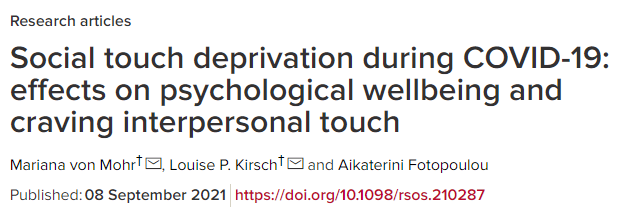 Research articles
Social touch deprivation during COVID-19:
effects on psychological wellbeing and
craving interpersonal touch
Mariana von Mohr†, Louise P. Kirsch† and Aikaterini Fotopoulou
Published: 08 September 2021 https://doi.org/10.1098/rsos.210287